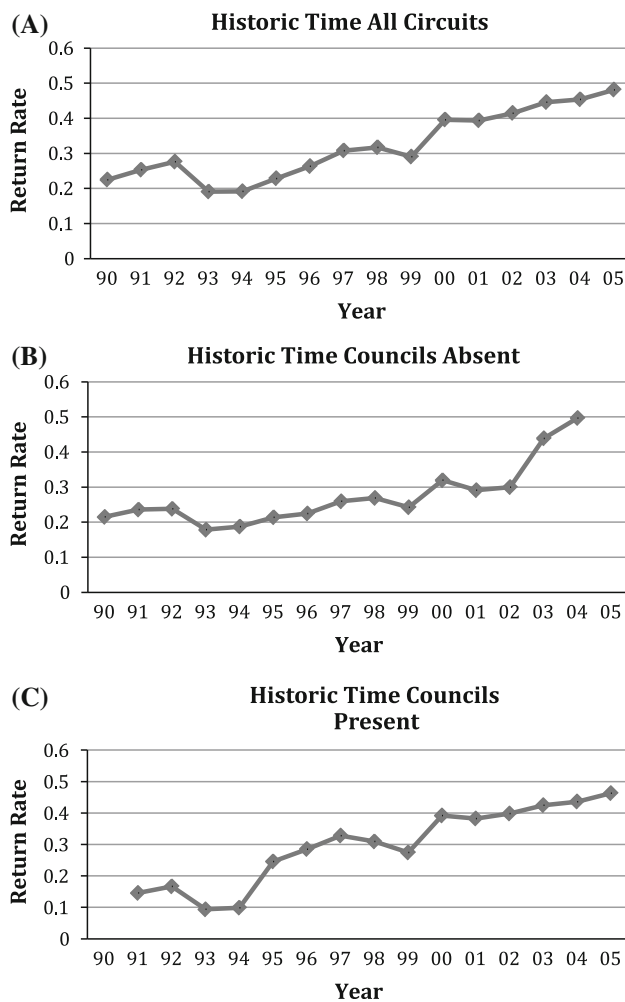 (A)
Historic Time All Circuits
0.6
0.5
0.4
0.3
0.2
0.1
0
Return Rate
90 91 92 93 94 95 96 97 98 99 00 01 02 03 04 05
Year
(B)
Historic Time Councils Absent
0.6
0.5
0.4
0.3
0.2
0.1
0
Return Rate
90 91 92 93 94 95 96 97 98 99 00 01 02 03 04 05
Year
(C)
Historic Time Councils
Present
0.6
0.5
0.4
0.3
0.2
0.1
0
Return Rate
90 91 92 93 94 95 96 97 98 99 00 01 02 03 04 05
Year